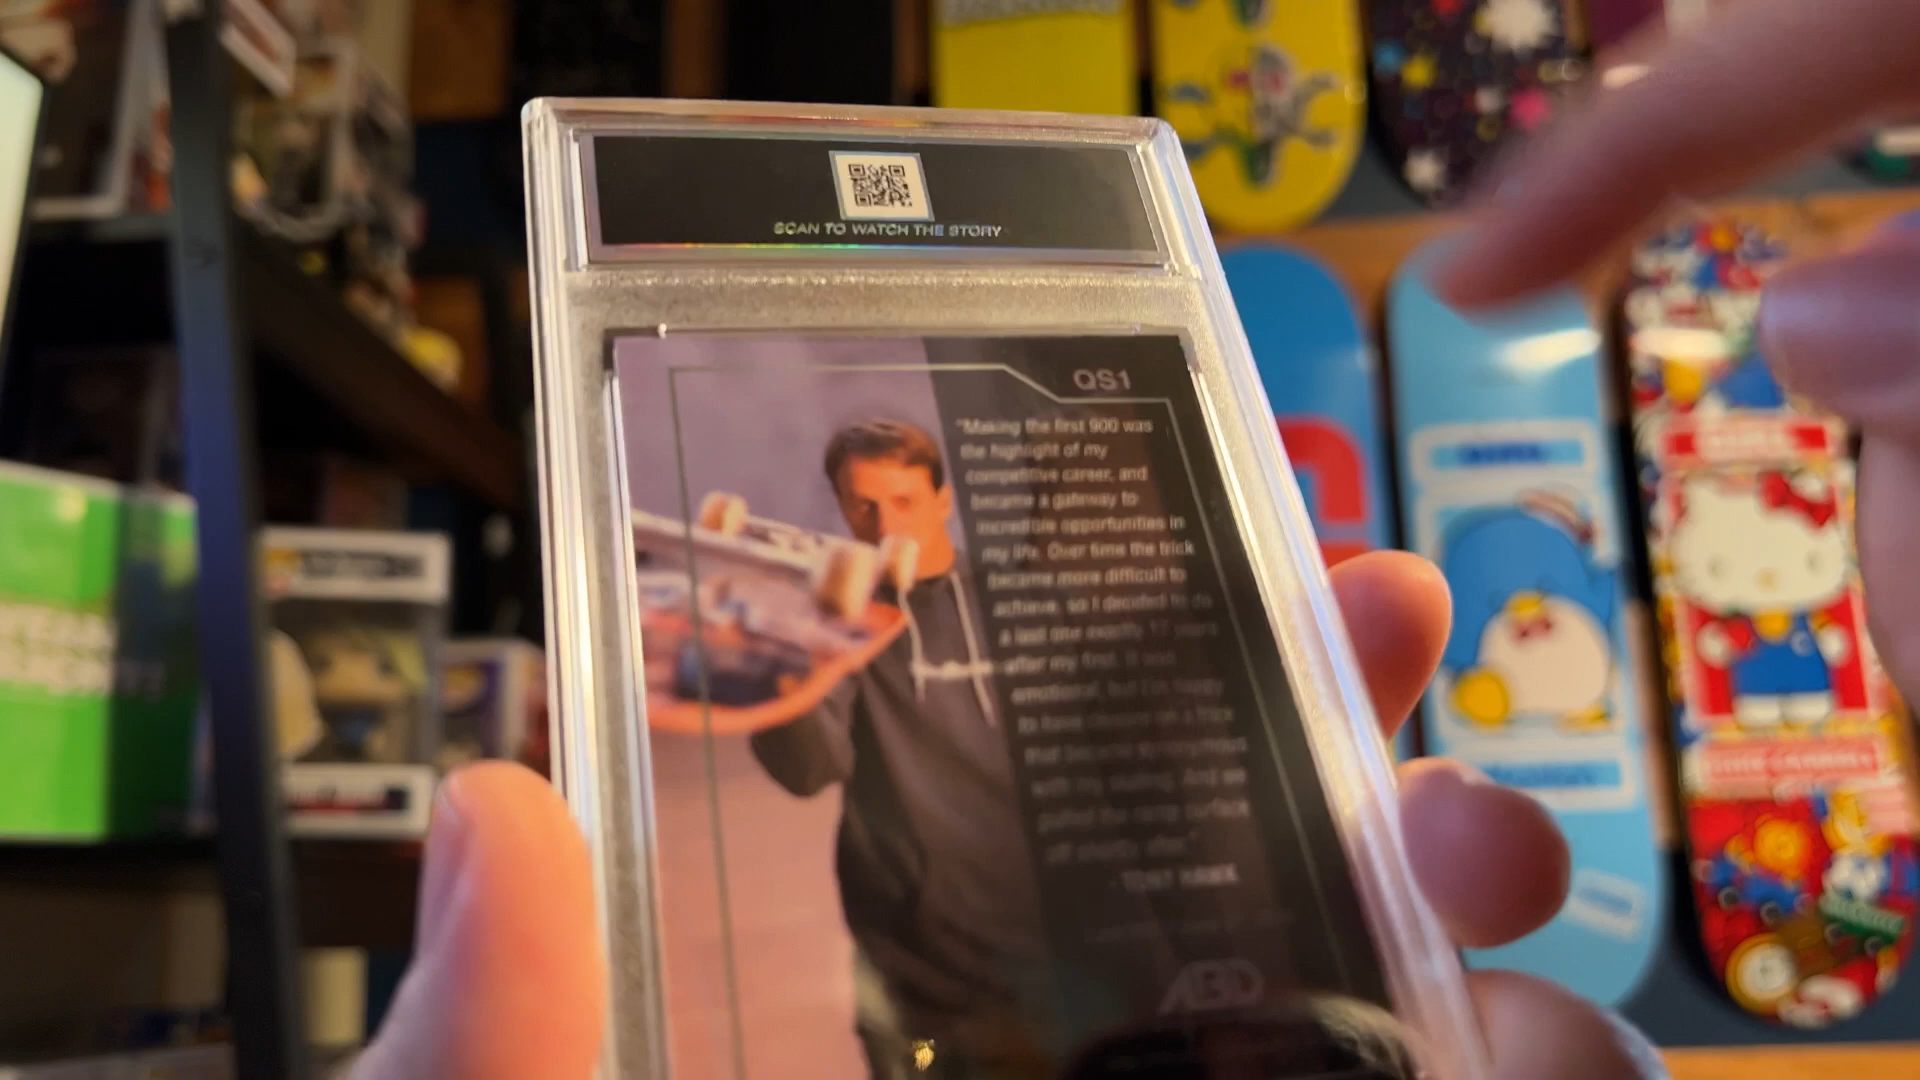 SCAN TO WATCH THE STORY
QS1
"Making the first 900 was
the highlight of my
competitive career, and
became a gateway to
incredible opportunities in
my life. Over time the trick
became more difficult to
achieve, so I decided to do
a last one exactly 17 years
after my first. It was
emotional, but I'm happy
to have closure on a trick
that became synonymous
with my skating. And we
pulled the ramp surface
off shortly after."
- TONY HAWK
ABD